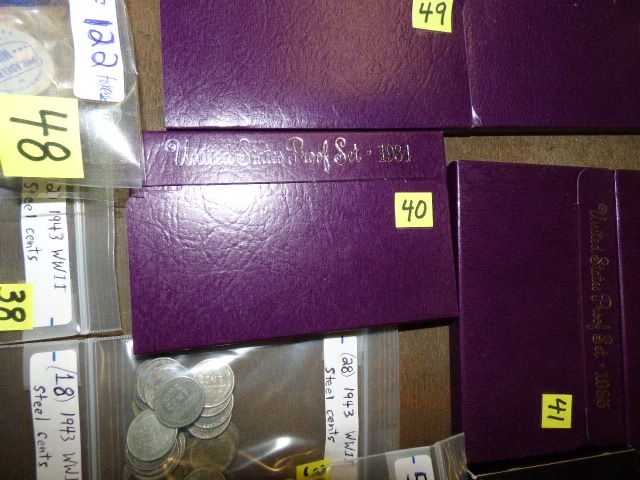 49
122
48
United States Proof Set - 1984
40
1943 WWII
Steel cents
38
United States Proof Set - 1985
41
(18) 1943 WWII
Steel cents
(28) 1943 WWII
Steel cents